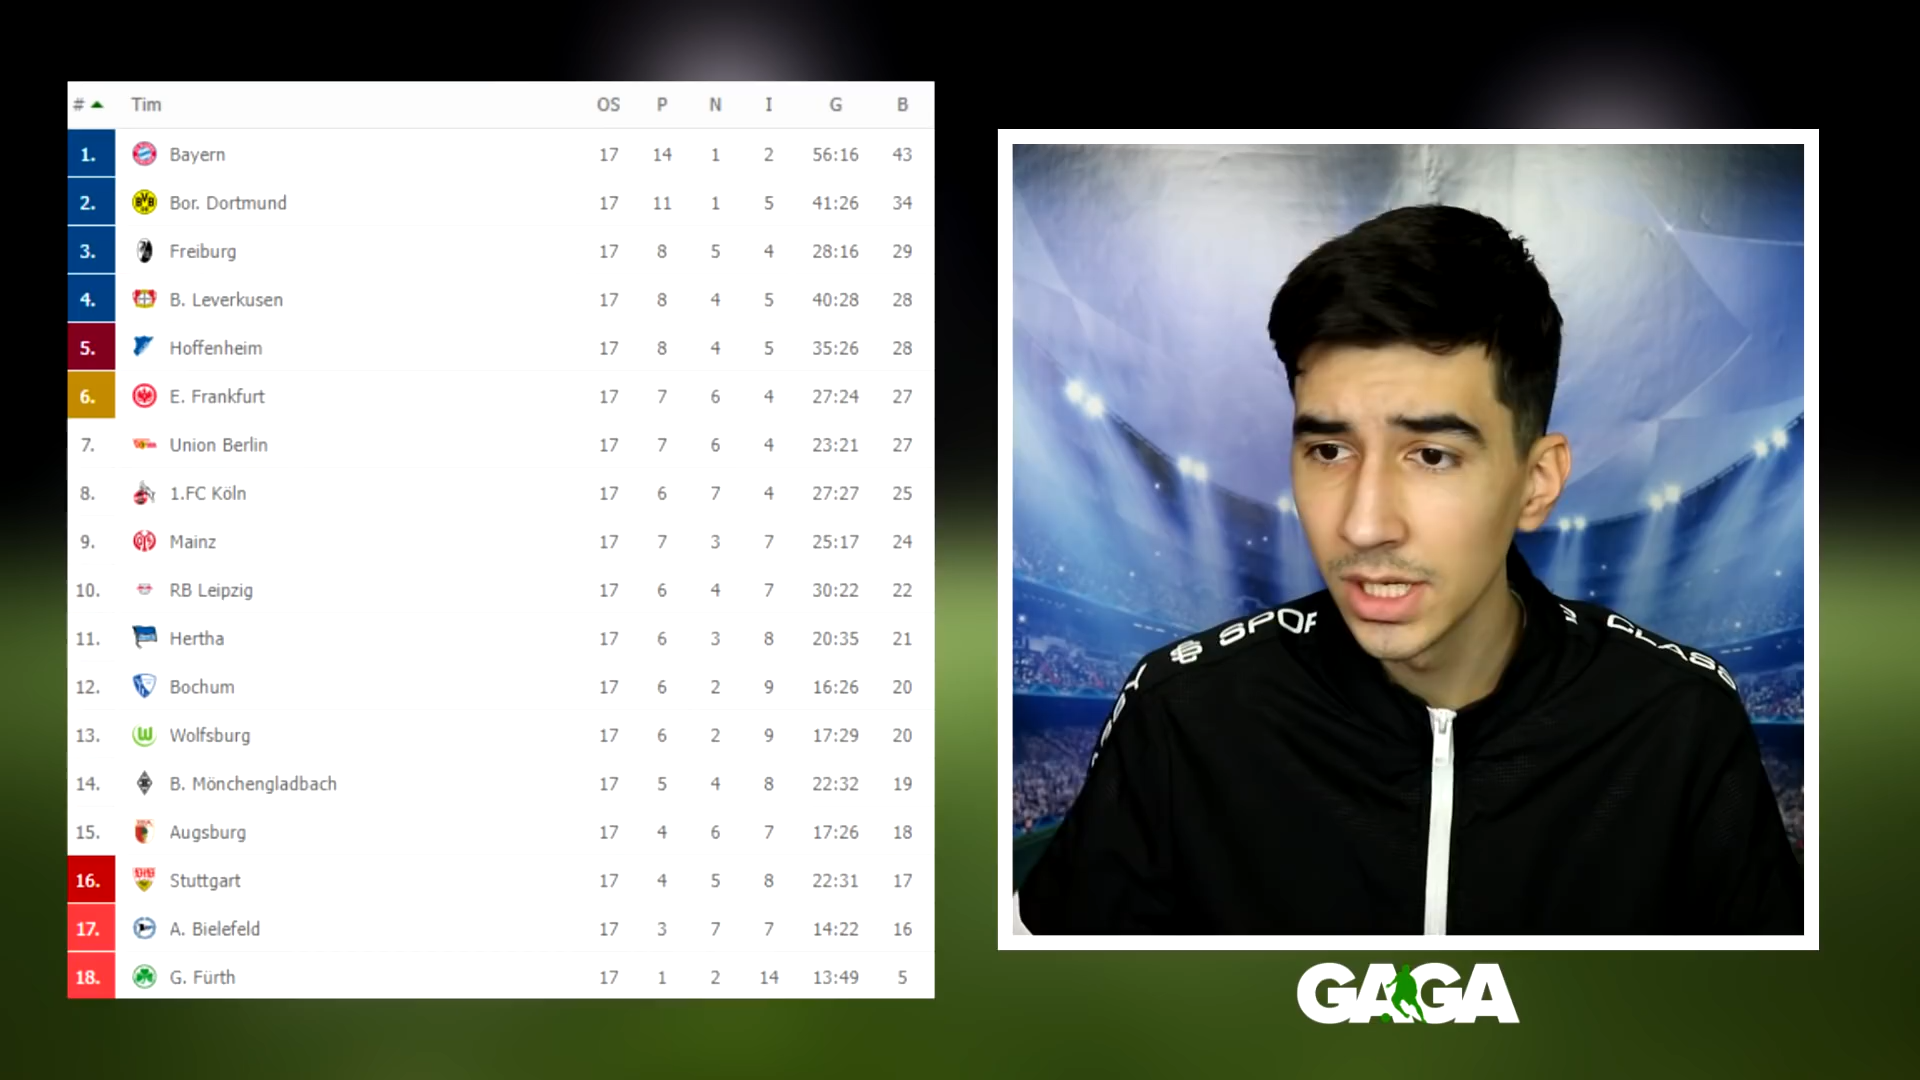 # Tim OS P N I G B
1. Bayern 17 14 1 2 56:16 43
2. Bor. Dortmund 17 11 1 5 41:26 34
3. Freiburg 17 8 5 4 28:16 29
4. B. Leverkusen 17 8 4 5 40:28 28
5. Hoffenheim 17 8 4 5 35:26 28
6. E. Frankfurt 17 7 6 4 27:24 27
7. Union Berlin 17 7 6 4 23:21 27
8. 1.FC Köln 17 6 7 4 27:27 25
9. Mainz 17 7 3 7 25:17 24
10. RB Leipzig 17 6 4 7 30:22 22
11. Hertha 17 6 3 8 20:35 21
12. Bochum 17 6 2 9 16:26 20
13. Wolfsburg 17 6 2 9 17:29 20
14. B. Mönchengladbach 17 5 4 8 22:32 19
15. Augsburg 17 4 6 7 17:26 18
16. Stuttgart 17 4 5 8 22:31 17
17. A. Bielefeld 17 3 7 7 14:22 16
18. G. Fürth 17 1 2 14 13:49 5
GAGA